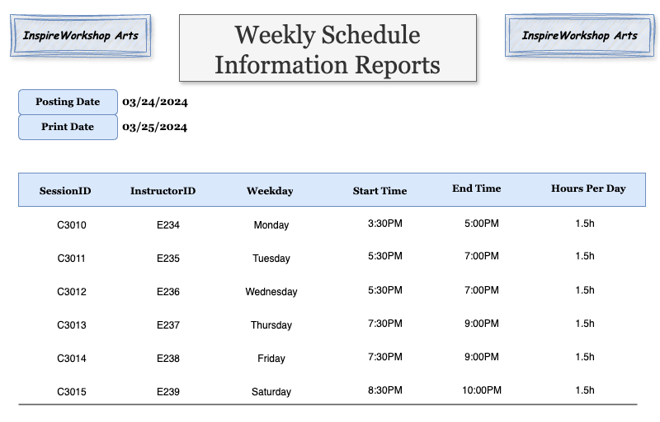 InspireWorkshop Arts
Weekly Schedule
Information Reports
InspireWorkshop Arts
Posting Date 03/24/2024
Print Date 03/25/2024
SessionID InstructorID Weekday Start Time End Time Hours Per Day
C3010 E234 Monday 3:30PM 5:00PM 1.5h
C3011 E235 Tuesday 5:30PM 7:00PM 1.5h
C3012 E236 Wednesday 5:30PM 7:00PM 1.5h
C3013 E237 Thursday 7:30PM 9:00PM 1.5h
C3014 E238 Friday 7:30PM 9:00PM 1.5h
C3015 E239 Saturday 8:30PM 10:00PM 1.5h